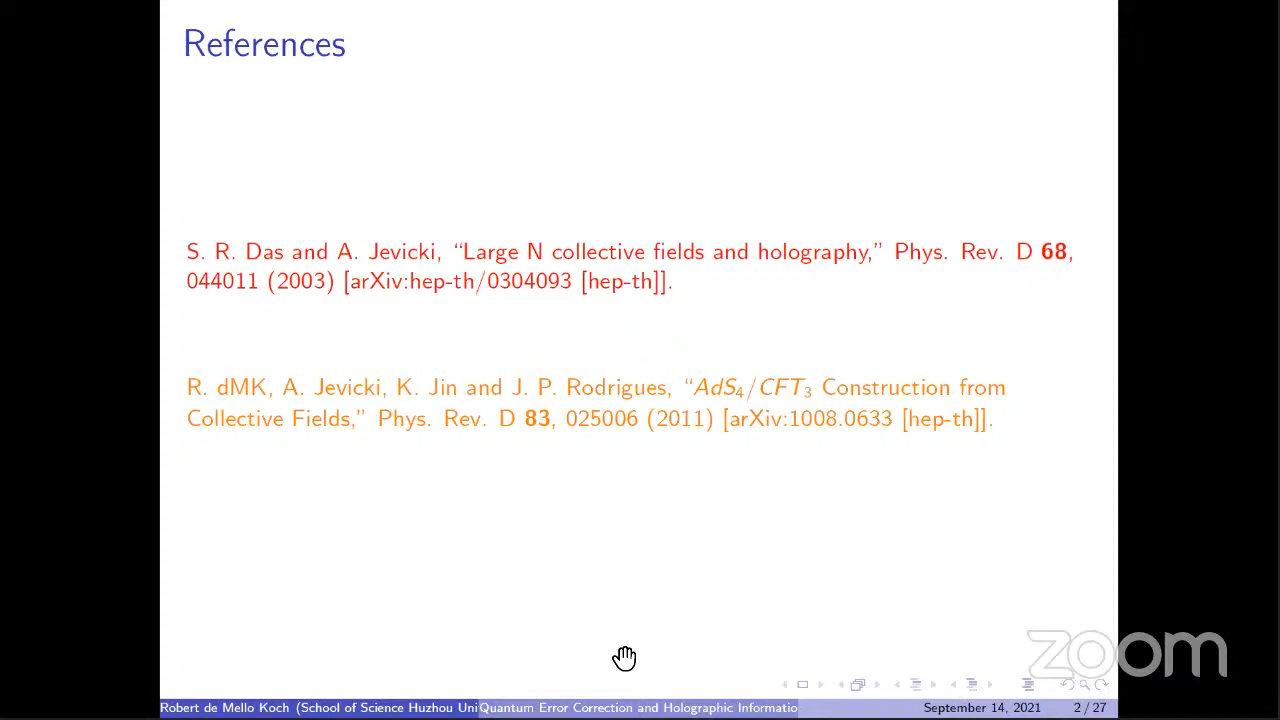 References
S. R. Das and A. Jevicki, “Large N collective fields and holography,” Phys. Rev. D 68,
044011 (2003) [arXiv:hep-th/0304093 [hep-th]].
R. dMK, A. Jevicki, K. Jin and J. P. Rodrigues, “AdS₄/CFT₃ Construction from
Collective Fields,” Phys. Rev. D 83, 025006 (2011) [arXiv:1008.0633 [hep-th]].
zoom
Robert de Mello Koch (School of Science Huzhou Uni Quantum Error Correction and Holographic Informatio September 14, 2021 2 / 27